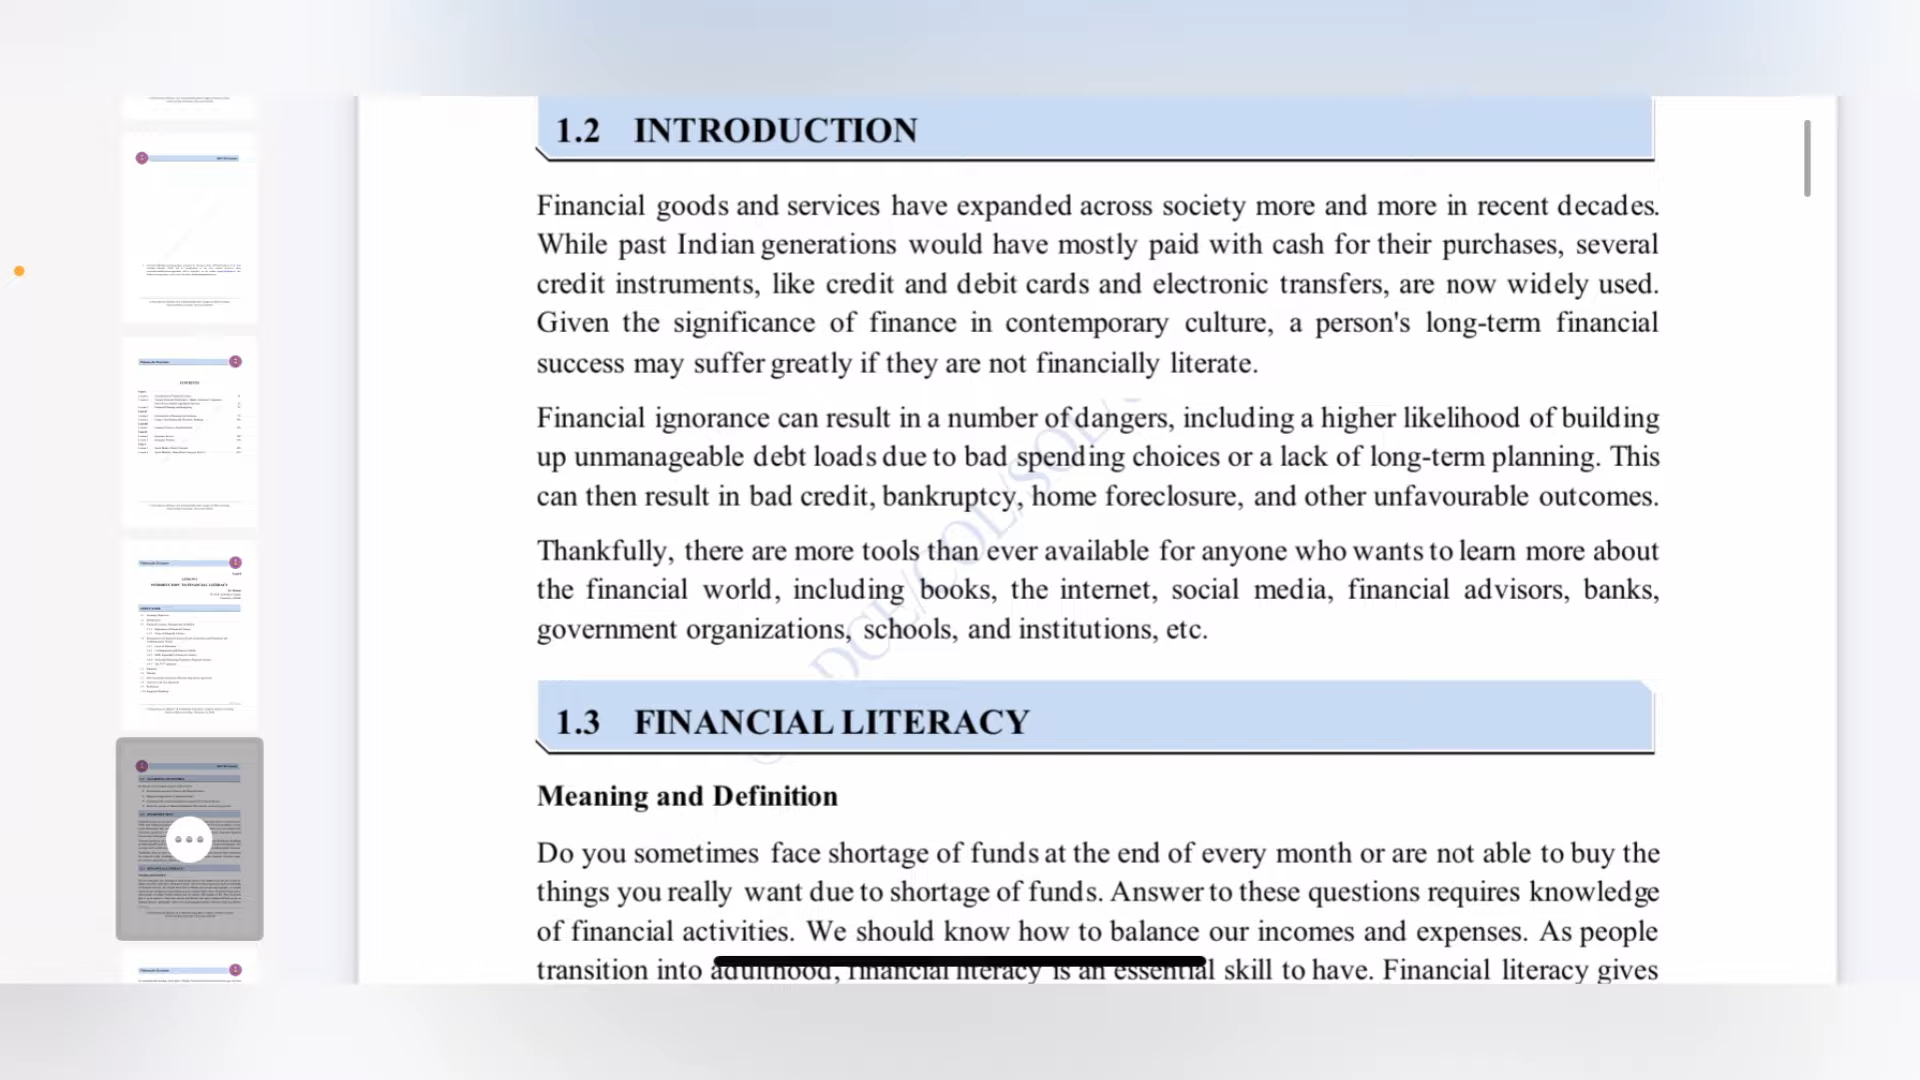 1.2 INTRODUCTION
Financial goods and services have expanded across society more and more in recent decades.
While past Indian generations would have mostly paid with cash for their purchases, several
credit instruments, like credit and debit cards and electronic transfers, are now widely used.
Given the significance of finance in contemporary culture, a person's long-term financial
success may suffer greatly if they are not financially literate.
Financial ignorance can result in a number of dangers, including a higher likelihood of building
up unmanageable debt loads due to bad spending choices or a lack of long-term planning. This
can then result in bad credit, bankruptcy, home foreclosure, and other unfavourable outcomes.
Thankfully, there are more tools than ever available for anyone who wants to learn more about
the financial world, including books, the internet, social media, financial advisors, banks,
government organizations, schools, and institutions, etc.
1.3 FINANCIAL LITERACY
Meaning and Definition
Do you sometimes face shortage of funds at the end of every month or are not able to buy the
things you really want due to shortage of funds. Answer to these questions requires knowledge
of financial activities. We should know how to balance our incomes and expenses. As people
transition into adulthood, financial literacy is an essential skill to have. Financial literacy gives
DCE/COL/SOL/